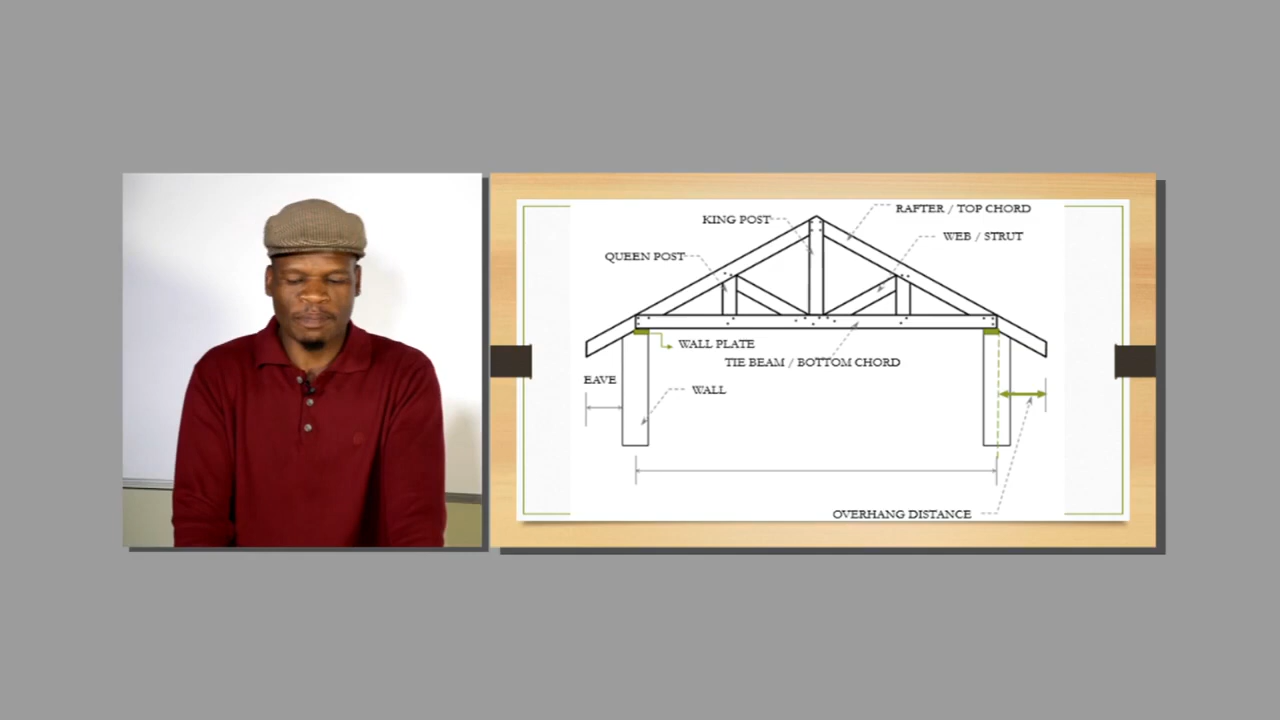 RAFTER / TOP CHORD
KING POST
WEB / STRUT
QUEEN POST
WALL PLATE
TIE BEAM / BOTTOM CHORD
EAVE
WALL
OVERHANG DISTANCE